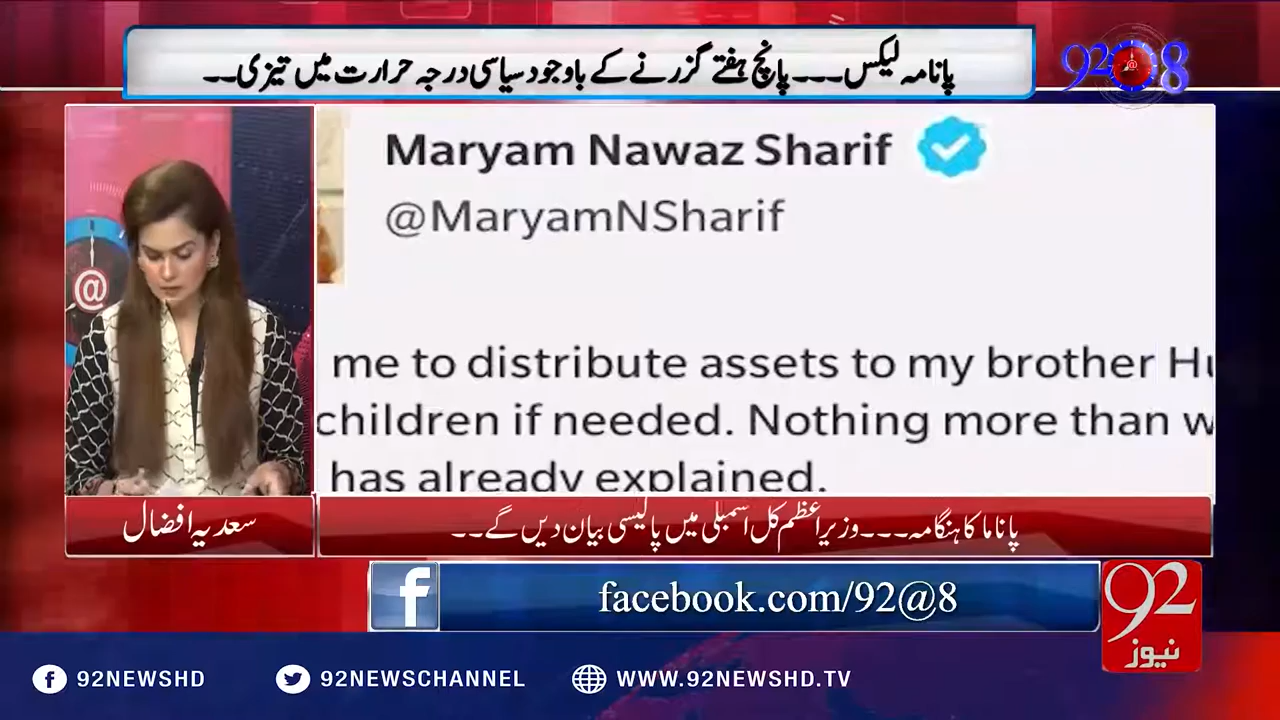 پانامہ لیکس۔۔۔ پانچ ہفتے گزرنے کے باوجود سیاسی درجہ حرارت میں تیزی۔۔
92@8
Maryam Nawaz Sharif
@MaryamNSharif
me to distribute assets to my brother Hu
children if needed. Nothing more than w
has already explained.
@
سعدیہ افضال
پاناما کا ہنگامہ۔۔۔وزیراعظم کل اسمبلی میں پالیسی بیان دیں گے۔۔
facebook.com/92@8
92
نیوز
92NEWSHD
92NEWSCHANNEL
WWW.92NEWSHD.TV